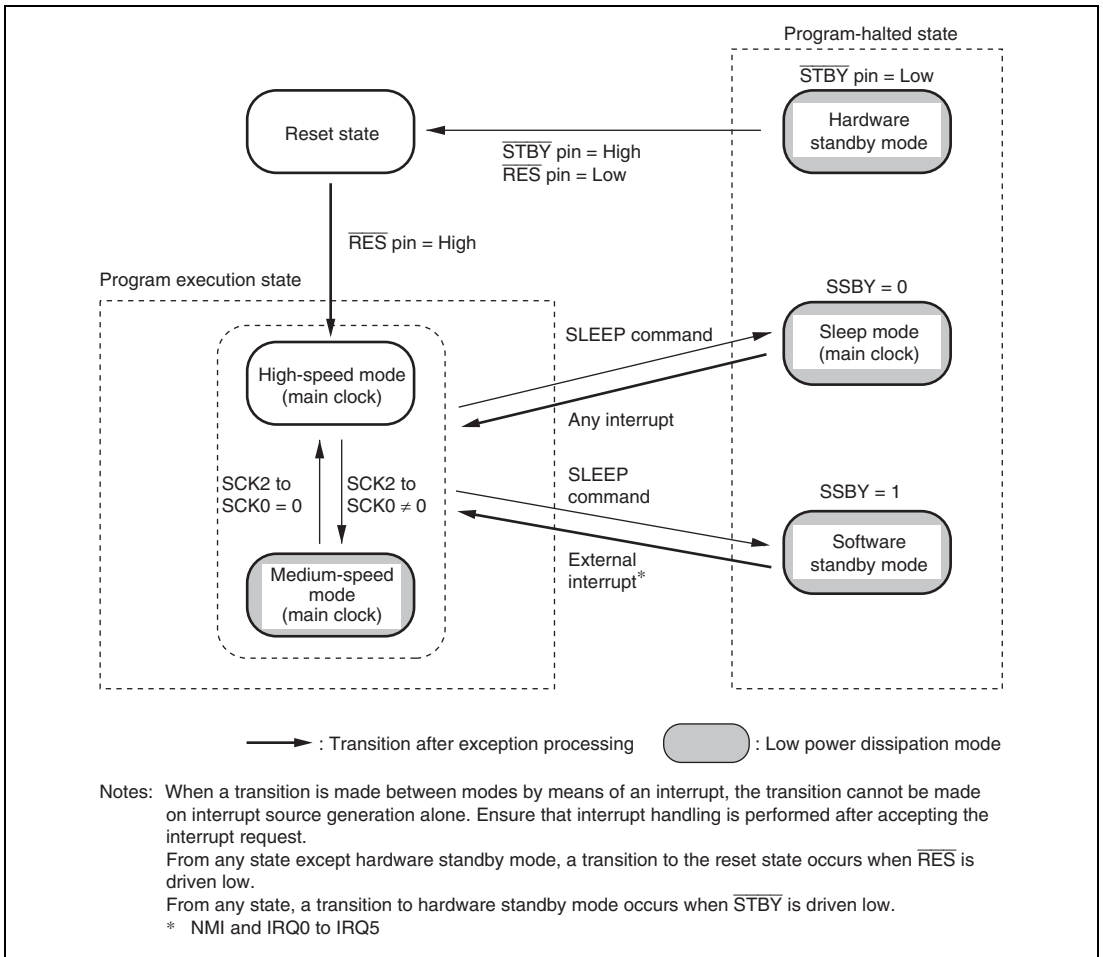 Program-halted state
S̅T̅B̅Y̅ pin = Low
Hardware
standby mode
Reset state
S̅T̅B̅Y̅ pin = High
R̅E̅S̅ pin = Low
R̅E̅S̅ pin = High
Program execution state
SSBY = 0
SLEEP command
Sleep mode
(main clock)
High-speed mode
(main clock)
Any interrupt
SCK2 to
SCK0 = 0
SCK2 to
SCK0 ≠ 0
SLEEP
command
SSBY = 1
Software
standby mode
External
interrupt*
Medium-speed
mode
(main clock)
: Transition after exception processing
: Low power dissipation mode
Notes: When a transition is made between modes by means of an interrupt, the transition cannot be made
on interrupt source generation alone. Ensure that interrupt handling is performed after accepting the
interrupt request.
From any state except hardware standby mode, a transition to the reset state occurs when R̅E̅S̅ is
driven low.
From any state, a transition to hardware standby mode occurs when S̅T̅B̅Y̅ is driven low.
* NMI and IRQ0 to IRQ5